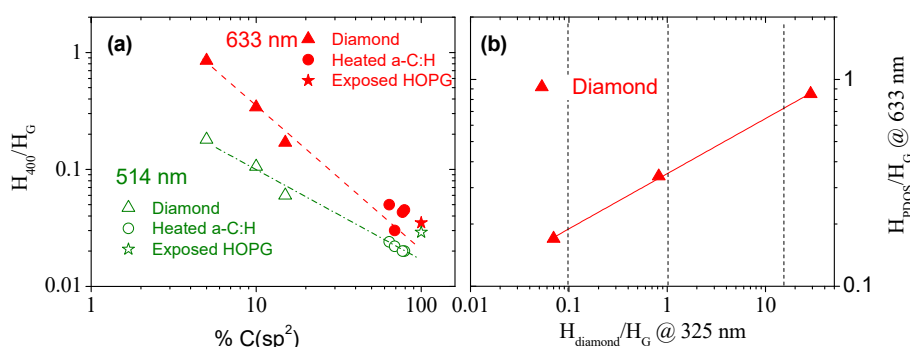 (a)
633 nm
Diamond
Heated a-C:H
Exposed HOPG
514 nm
Diamond
Heated a-C:H
Exposed HOPG
H400/HG
1
0.1
0.01
1
10
100
% C(sp²)
(b)
Diamond
0.01
0.1
1
10
Hdiamond/HG @ 325 nm
1
0.1
HPDOS/HG @ 633 nm